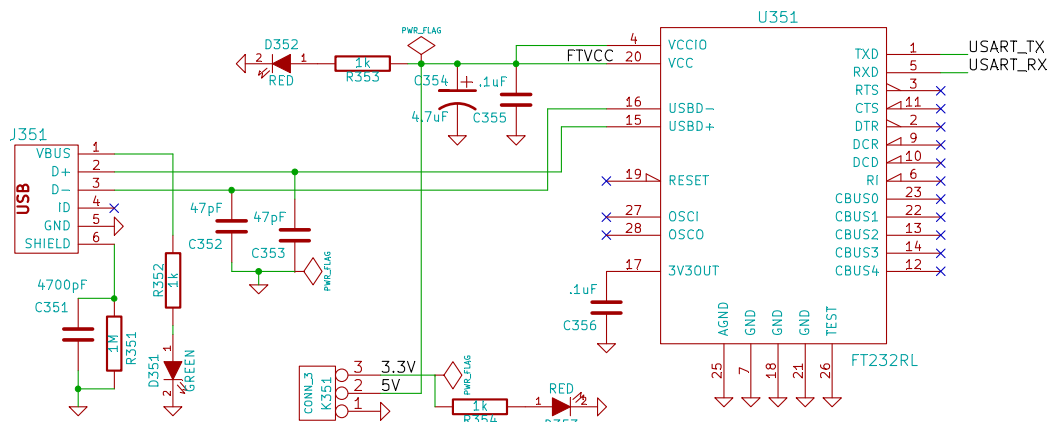 U351
PWR_FLAG
D352
2
1
RED
1k
R353
FTVCC
4
VCCIO
20
VCC
C354
4.7uF
.1uF
C355
TXD
1
USART_TX
RXD
5
USART_RX
RTS
3
CTS
11
DTR
2
DCR
9
DCD
10
RI
6
CBUS0
23
CBUS1
22
CBUS2
13
CBUS3
14
CBUS4
12
16
USBD-
15
USBD+
19
RESET
27
OSCI
28
OSCO
17
3V3OUT
.1uF
C356
AGND
GND
GND
GND
TEST
25
7
18
21
26
FT232RL
J351
USB
VBUS
1
D+
2
D-
3
ID
4
GND
5
SHIELD
6
47pF
C352
47pF
C353
PWR_FLAG
4700pF
C351
1M
R351
R352
1k
D351
1
2
GREEN
CONN_3
K351
3
3.3V
2
5V
1
PWR_FLAG
1k
R354
1
2
RED
D353